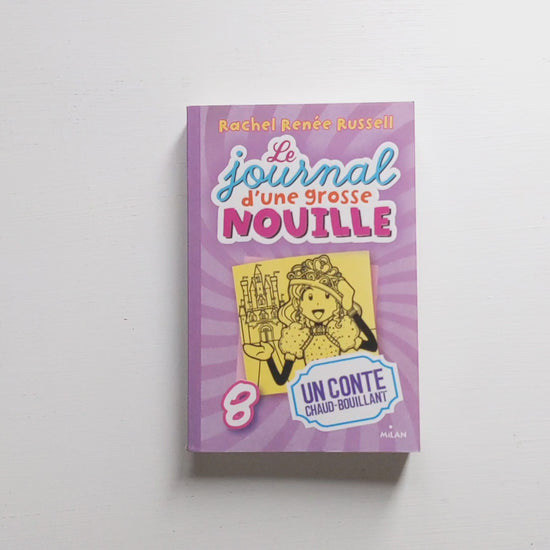 Rachel Renée Russell
Le
journal
d'une grosse
NOUILLE
8
UN CONTE
CHAUD-BOUILLANT
MiLAN